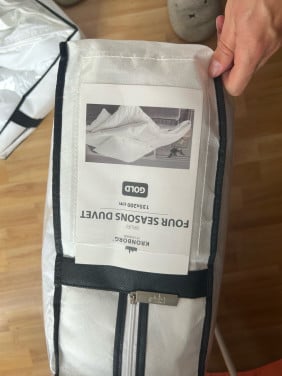 KRONBORG
FOUR SEASONS DUVET
135x200 cm
GOLD